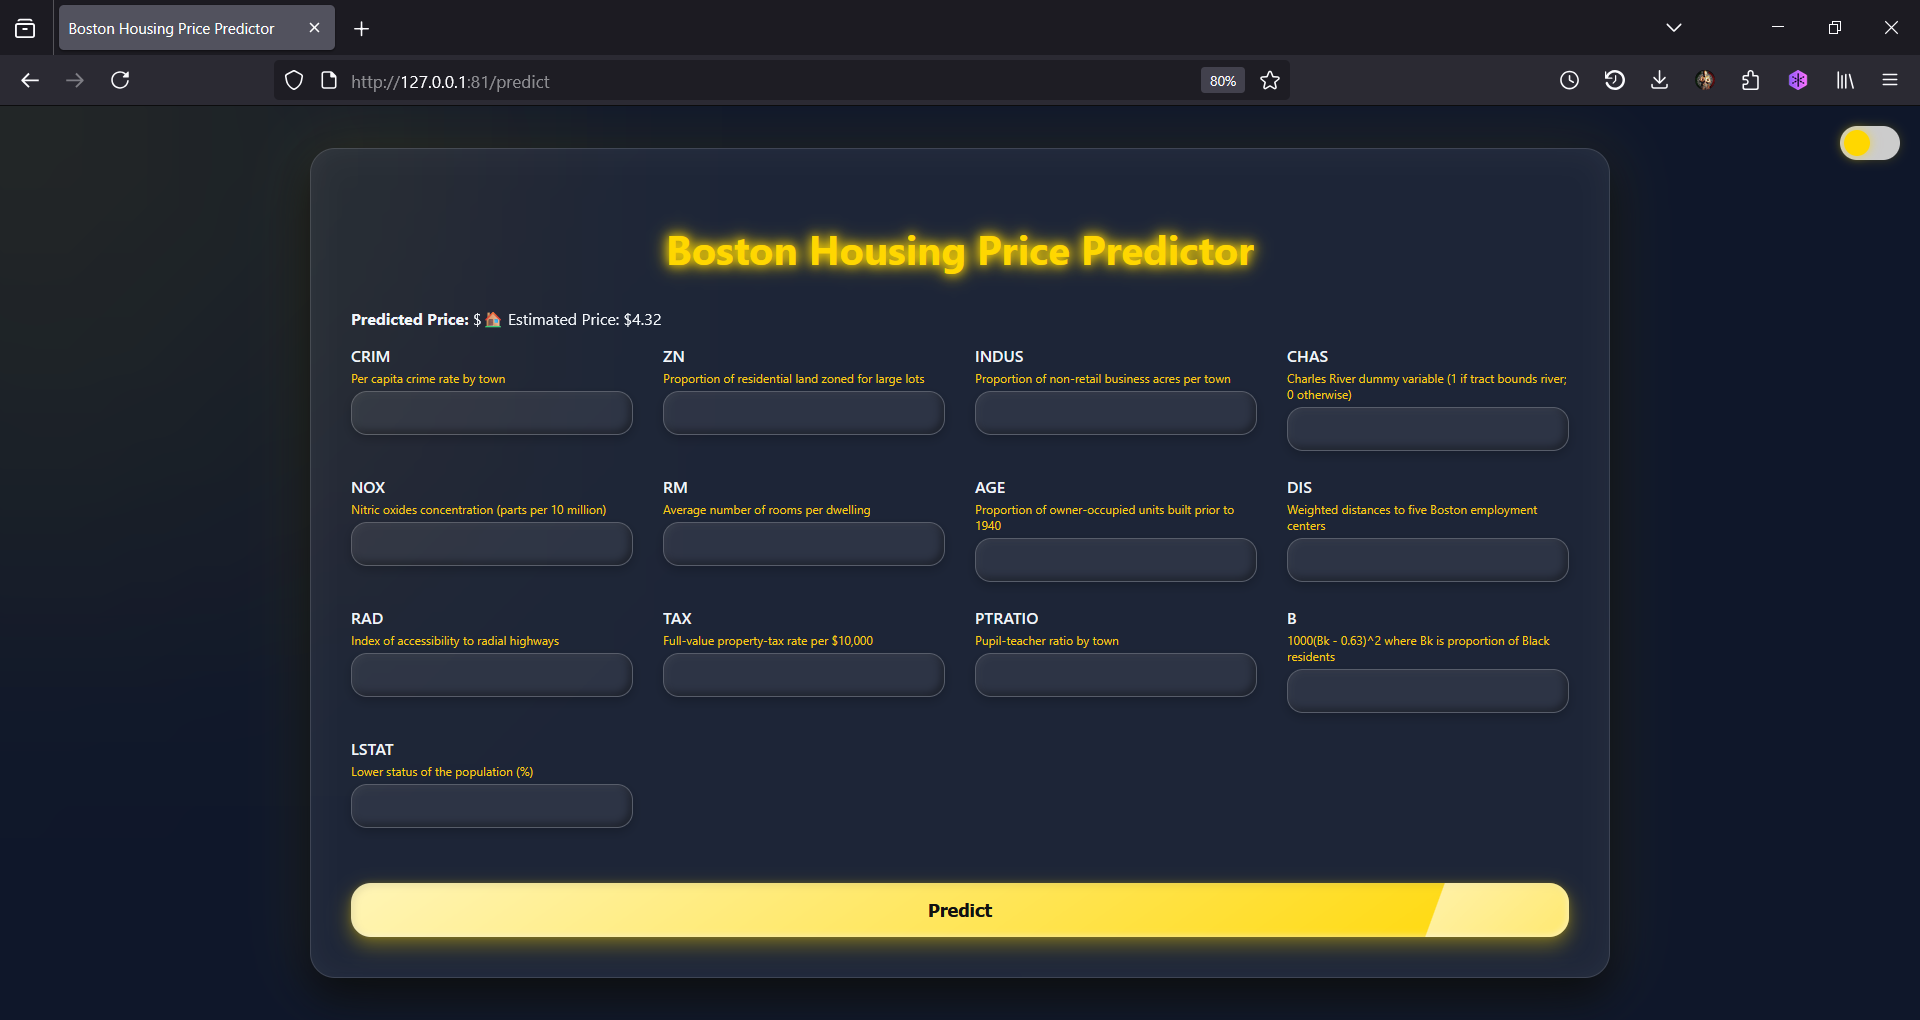 Boston Housing Price Predictor
http://127.0.0.1:81/predict
80%
Boston Housing Price Predictor
Predicted Price: $ 🏠 Estimated Price: $4.32
CRIM
Per capita crime rate by town
ZN
Proportion of residential land zoned for large lots
INDUS
Proportion of non-retail business acres per town
CHAS
Charles River dummy variable (1 if tract bounds river;
0 otherwise)
NOX
Nitric oxides concentration (parts per 10 million)
RM
Average number of rooms per dwelling
AGE
Proportion of owner-occupied units built prior to
1940
DIS
Weighted distances to five Boston employment
centers
RAD
Index of accessibility to radial highways
TAX
Full-value property-tax rate per $10,000
PTRATIO
Pupil-teacher ratio by town
B
1000(Bk - 0.63)^2 where Bk is proportion of Black
residents
LSTAT
Lower status of the population (%)
Predict